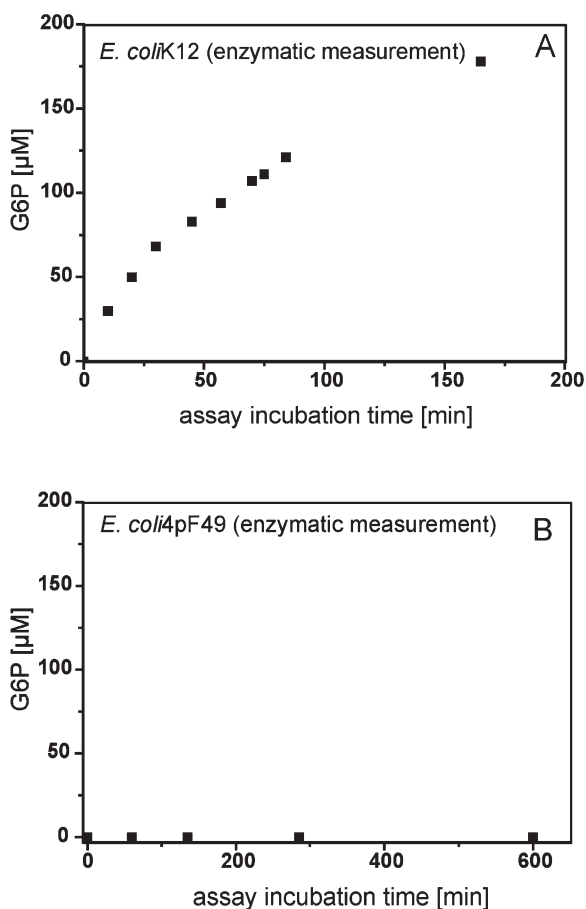 E. coliK12 (enzymatic measurement)
A
200
150
100
50
0
G6P [µM]
0 50 100 150 200
assay incubation time [min]
E. coli4pF49 (enzymatic measurement)
B
200
150
100
50
0
G6P [µM]
0 200 400 600
assay incubation time [min]